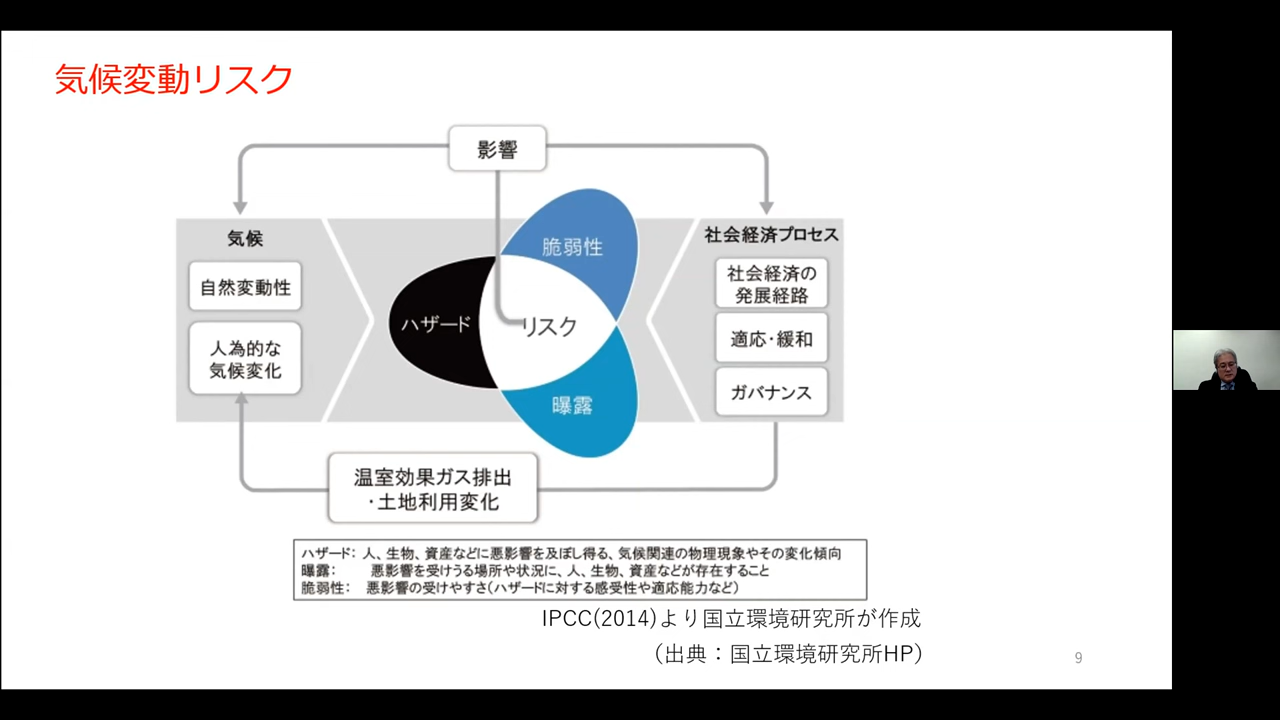 気候変動リスク
影響
気候
自然変動性
人為的な
気候変化
脆弱性
ハザード
リスク
曝露
社会経済プロセス
社会経済の
発展経路
適応・緩和
ガバナンス
温室効果ガス排出
・土地利用変化
ハザード： 人、生物、資産などに悪影響を及ぼし得る、気候関連の物理現象やその変化傾向
曝露： 悪影響を受けうる場所や状況に、人、生物、資産などが存在すること
脆弱性： 悪影響の受けやすさ（ハザードに対する感受性や適応能力など）
IPCC(2014)より国立環境研究所が作成
（出典：国立環境研究所HP）
9